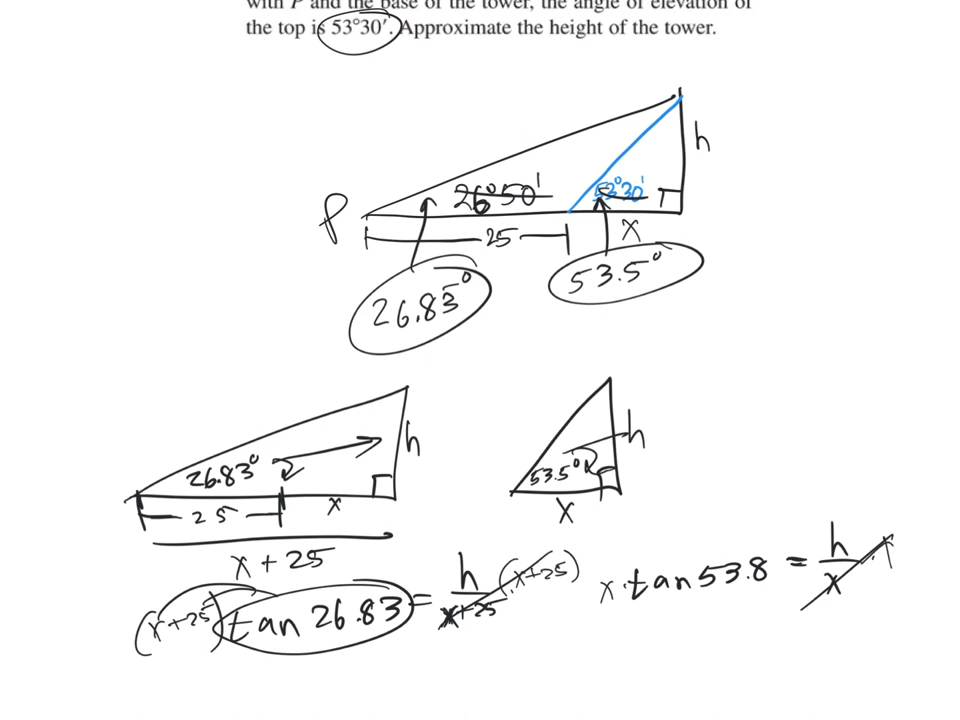 with P and the base of the tower, the angle of elevation of
the top is 53°30′. Approximate the height of the tower.
h
26°50'
53°30'
P
25
x
26.83°
53.5°
26.83°
h
53.5°
h
25
x
x
x + 25
(x+25) tan 26.83 = h/x+25 (x+25)
x·tan 53.8 = h/x